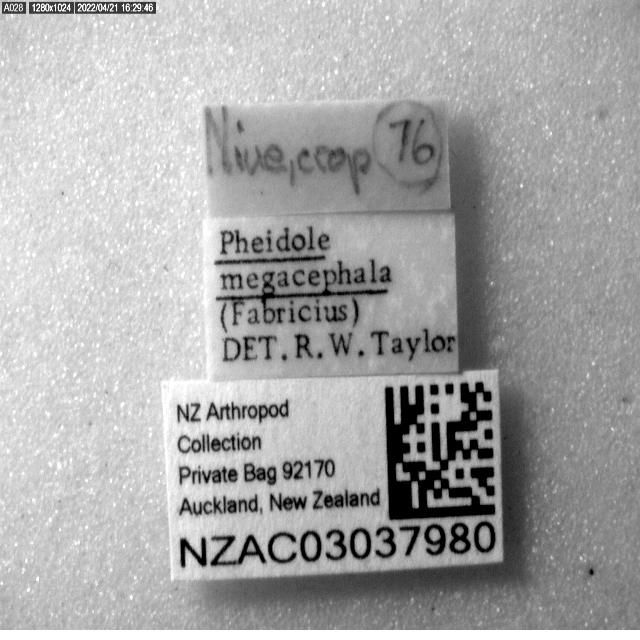 A028 1280x1024 2022/04/21 16:29:46
Niue, crop 76
Pheidole
megacephala
(Fabricius)
DET. R. W. Taylor
NZ Arthropod
Collection
Private Bag 92170
Auckland, New Zealand
NZAC03037980